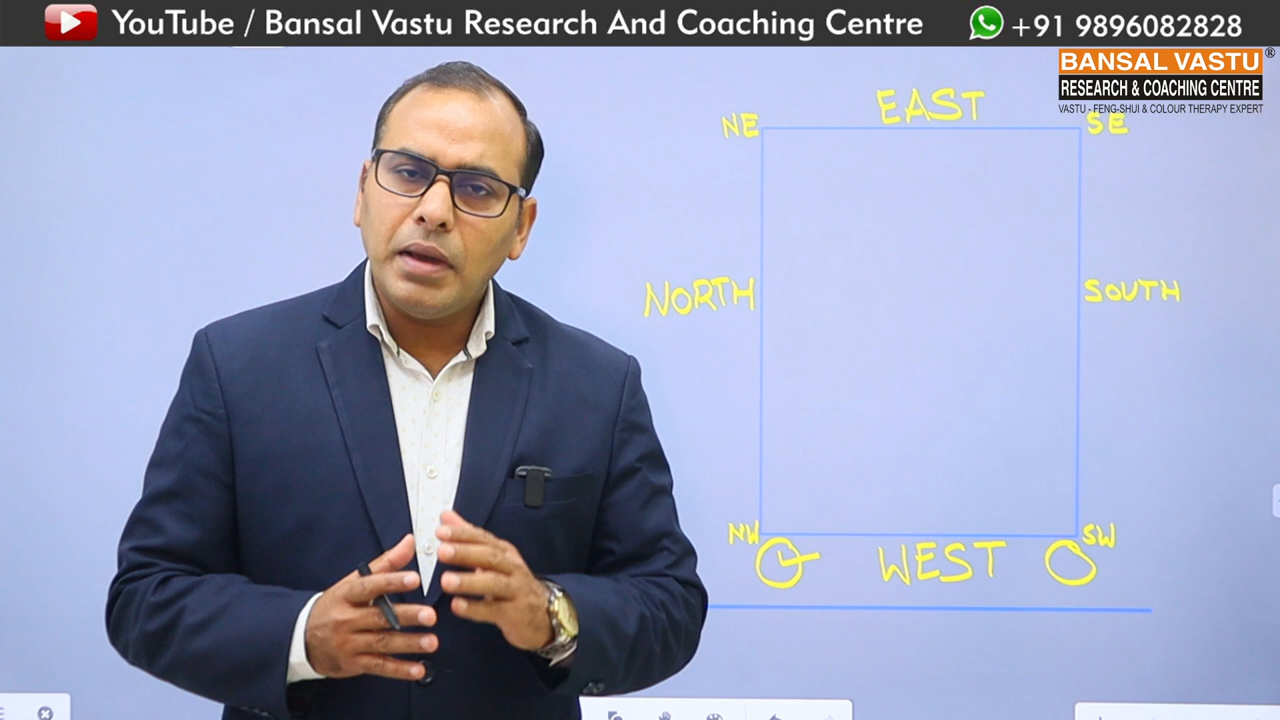 YouTube / Bansal Vastu Research And Coaching Centre
+91 9896082828
BANSAL VASTU®
RESEARCH & COACHING CENTRE
VASTU - FENG-SHUI & COLOUR THERAPY EXPERT
NE EAST SE
NORTH SOUTH
NW WEST SW